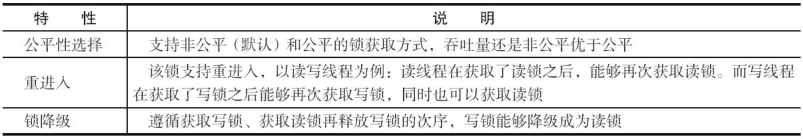 特 性 说 明
公平性选择 支持非公平（默认）和公平的锁获取方式，吞吐量还是非公平优于公平
重进入 该锁支持重进入，以读写线程为例：读线程在获取了读锁之后，能够再次获取读锁。而写线程
在获取了写锁之后能够再次获取写锁，同时也可以获取读锁
锁降级 遵循获取写锁、获取读锁再释放写锁的次序，写锁能够降级成为读锁